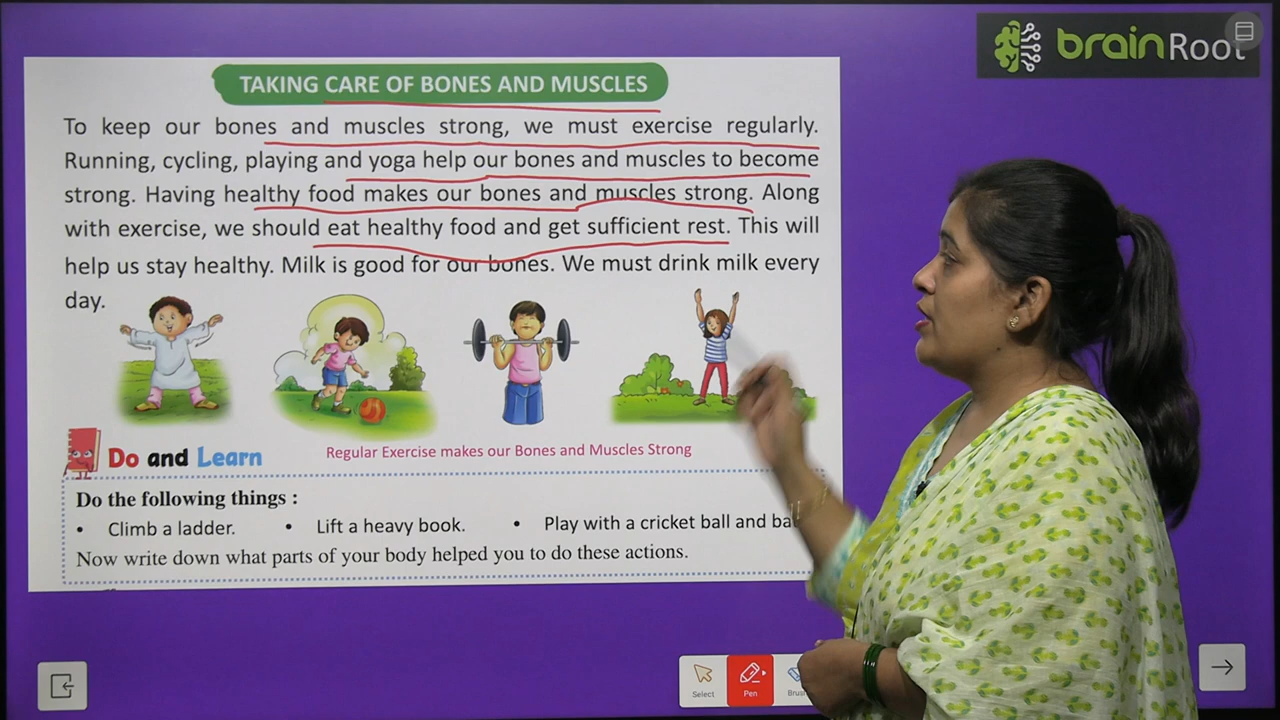 brainRoot
TAKING CARE OF BONES AND MUSCLES
To keep our bones and muscles strong, we must exercise regularly.
Running, cycling, playing and yoga help our bones and muscles to become
strong. Having healthy food makes our bones and muscles strong. Along
with exercise, we should eat healthy food and get sufficient rest. This will
help us stay healthy. Milk is good for our bones. We must drink milk every
day.
Regular Exercise makes our Bones and Muscles Strong
Do and Learn
Do the following things :
• Climb a ladder. • Lift a heavy book. • Play with a cricket ball and
Now write down what parts of your body helped you to do these actions.
Select Pen